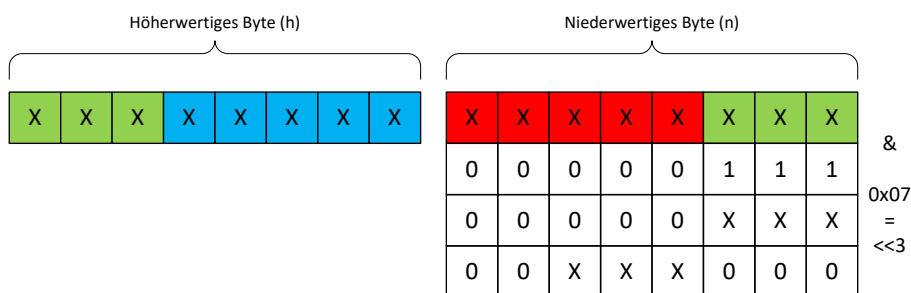 Höherwertiges Byte (h) Niederwertiges Byte (n)
X X X X X X X X X X X X X X X X
&
0 0 0 0 0 1 1 1
0x07
0 0 0 0 0 X X X =
<<3
0 0 X X X 0 0 0